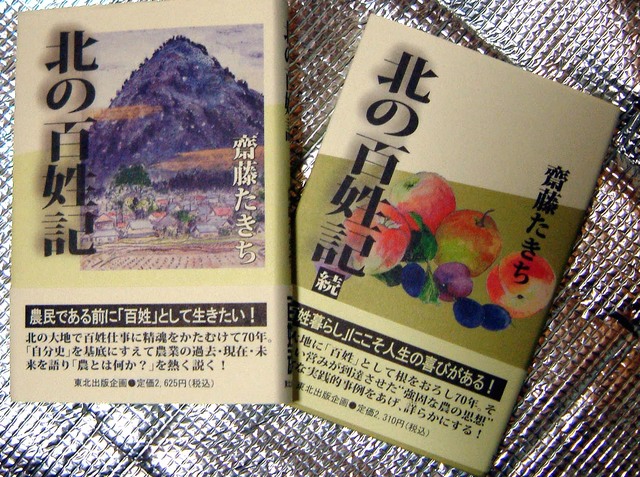 北の百姓記
齋藤たきち
農民である前に「百姓」として生きたい！
北の大地で百姓仕事に精魂をかたむけて70年。
「自分史」を基底にすえて農業の過去・現在・未
来を語り「農とは何か？」を熱く説く！
東北出版企画●定価2,625円(税込)
北の百姓記
続
齋藤たきち
姓暮らし」にこそ人生の喜びがある！
大地に「百姓」として根をおろし70年。そ
い営みが到達させた"強固な農の思想"
な実践的事例をあげ、詳らかにする！
東北出版企画●定価2,310円(税込)